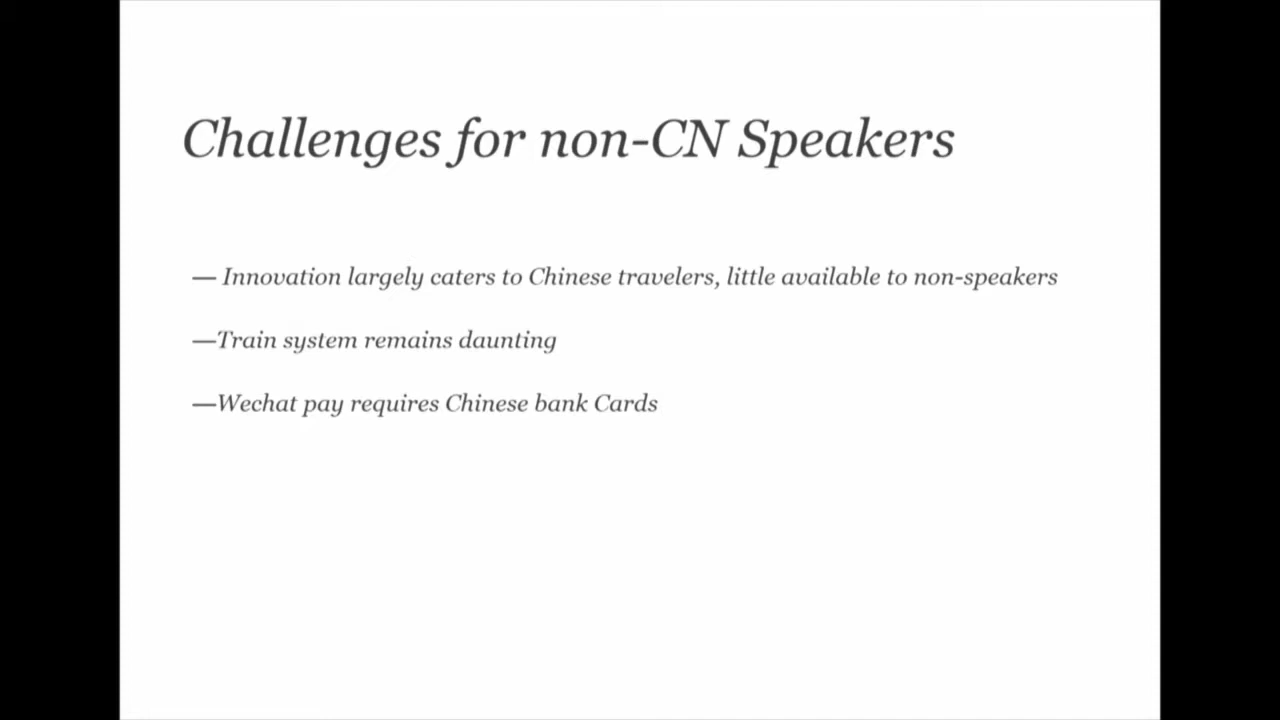 Challenges for non-CN Speakers
— Innovation largely caters to Chinese travelers, little available to non-speakers
—Train system remains daunting
—Wechat pay requires Chinese bank Cards